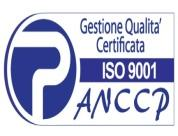 Gestione Qualita'
Certificata
ISO 9001
ANCCP